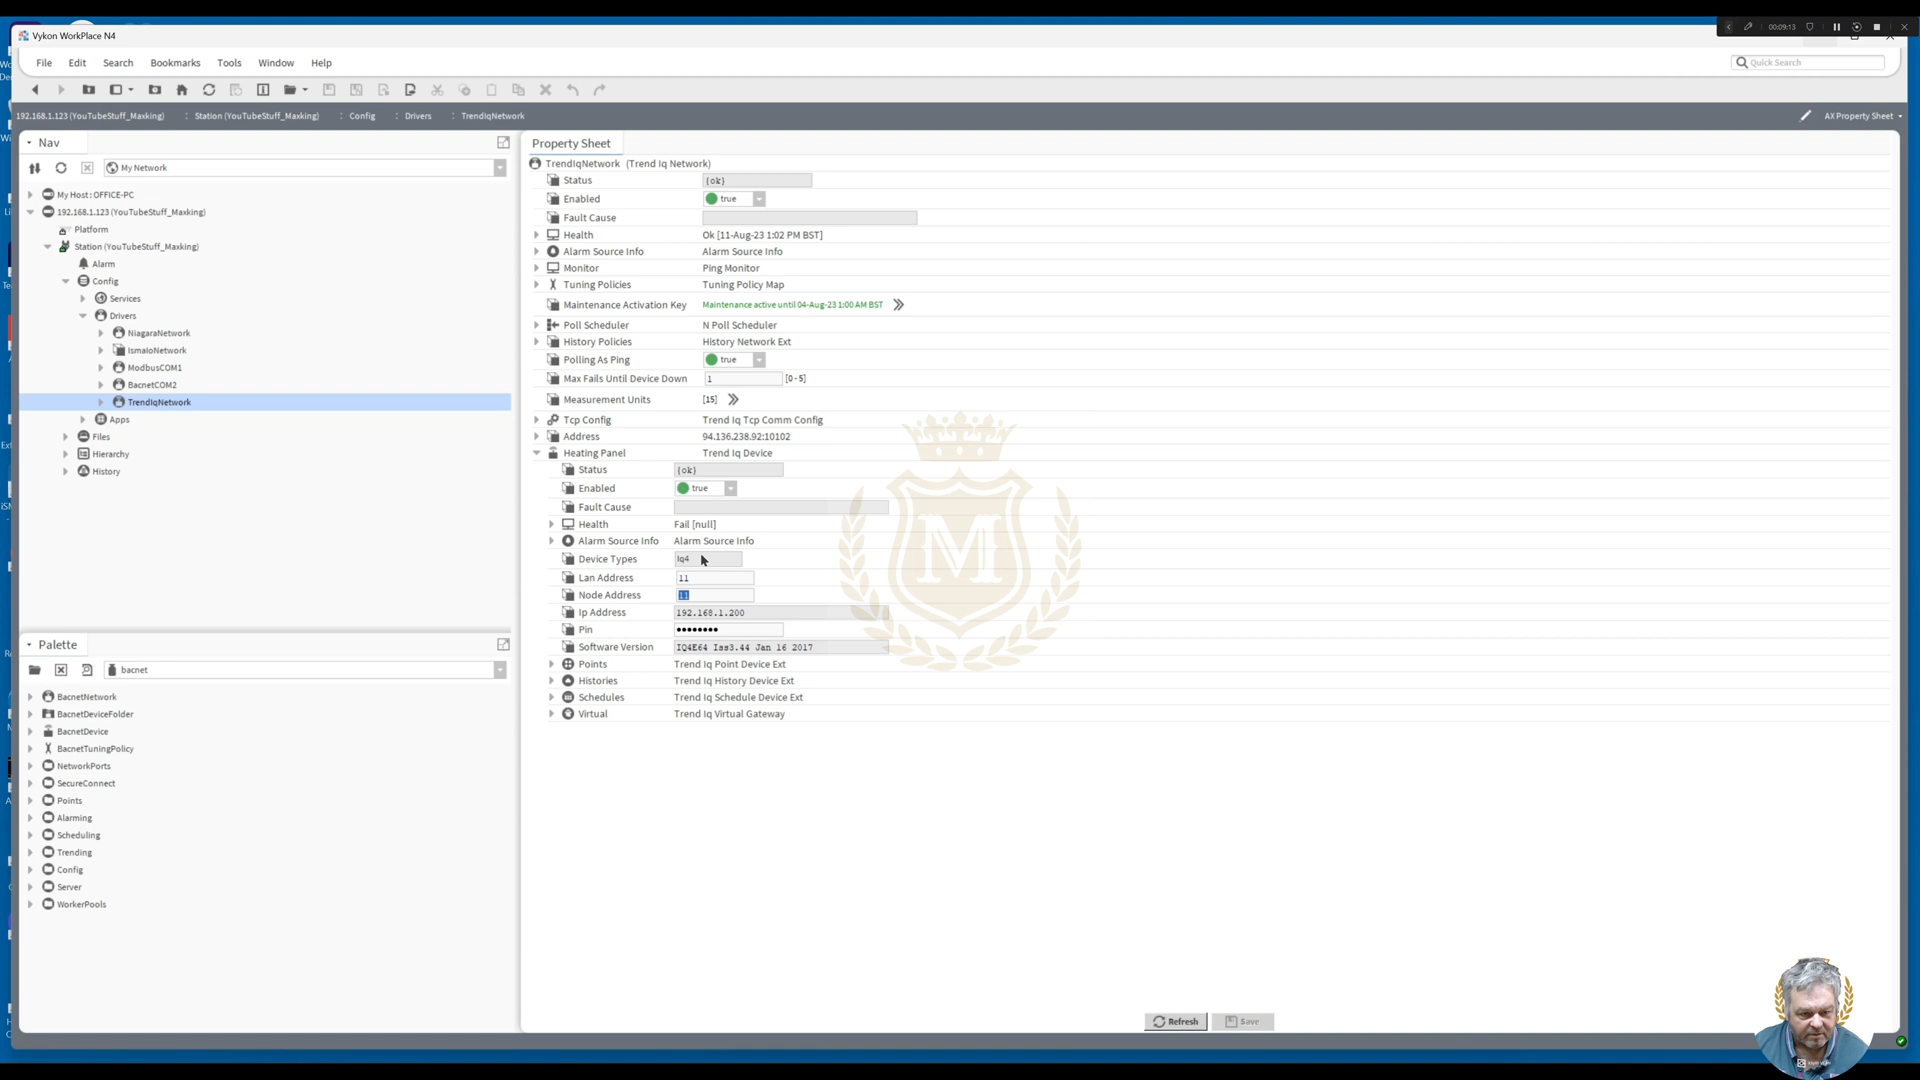 Vykon WorkPlace N4
00:09:13
File Edit Search Bookmarks Tools Window Help
Quick Search
192.168.1.123 (YouTubeStuff_Maxking) : Station (YouTubeStuff_Maxking) : Config : Drivers : TrendIqNetwork
AX Property Sheet
Nav
My Network
My Host : OFFICE-PC
192.168.1.123 (YouTubeStuff_Maxking)
Platform
Station (YouTubeStuff_Maxking)
Alarm
Config
Services
Drivers
NiagaraNetwork
IsmaIoNetwork
ModbusCOM1
BacnetCOM2
TrendIqNetwork
Apps
Files
Hierarchy
History
Palette
bacnet
BacnetNetwork
BacnetDeviceFolder
BacnetDevice
BacnetTuningPolicy
NetworkPorts
SecureConnect
Points
Alarming
Scheduling
Trending
Config
Server
WorkerPools
Property Sheet
TrendIqNetwork (Trend Iq Network)
Status {ok}
Enabled true
Fault Cause
Health Ok [11-Aug-23 1:02 PM BST]
Alarm Source Info Alarm Source Info
Monitor Ping Monitor
Tuning Policies Tuning Policy Map
Maintenance Activation Key Maintenance active until 04-Aug-23 1:00 AM BST
Poll Scheduler N Poll Scheduler
History Policies History Network Ext
Polling As Ping true
Max Fails Until Device Down 1 [0-5]
Measurement Units [15]
Tcp Config Trend Iq Tcp Comm Config
Address 94.136.238.92:10102
Heating Panel Trend Iq Device
Status {ok}
Enabled true
Fault Cause
Health Fail [null]
Alarm Source Info Alarm Source Info
Device Types Iq4
Lan Address 11
Node Address 11
Ip Address 192.168.1.200
Pin ••••••••
Software Version IQ4E64 Iss3.44 Jan 16 2017
Points Trend Iq Point Device Ext
Histories Trend Iq History Device Ext
Schedules Trend Iq Schedule Device Ext
Virtual Trend Iq Virtual Gateway
M
Refresh Save